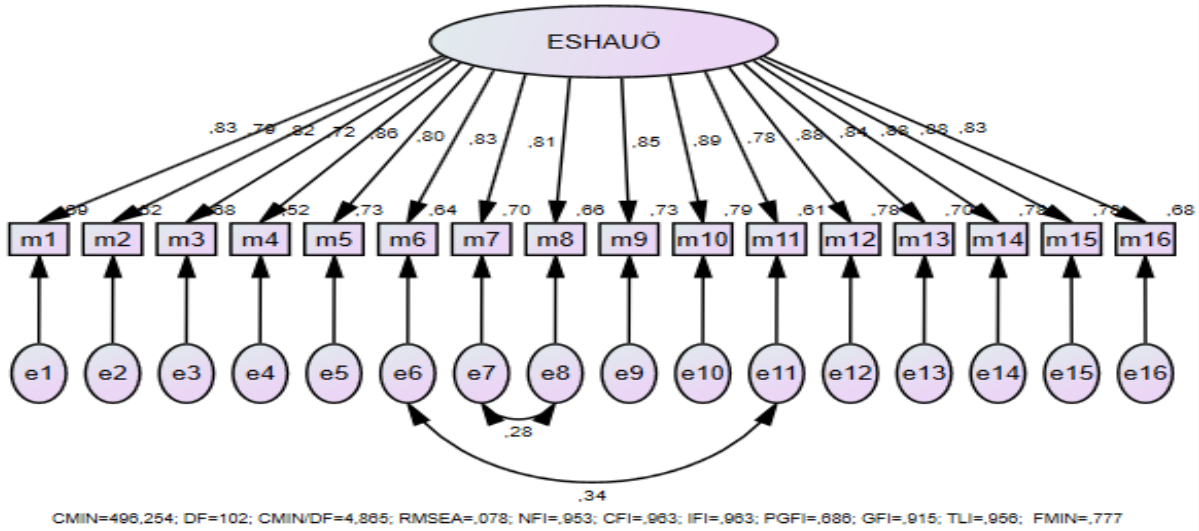 ESHAUÖ
,83 ,79 ,82 ,72 ,86 ,80 ,83 ,81 ,85 ,89 ,78 ,88 ,84 ,88 ,88 ,83
,69 ,62 ,68 ,52 ,73 ,64 ,70 ,66 ,73 ,79 ,61 ,78 ,70 ,78 ,78 ,68
m1 m2 m3 m4 m5 m6 m7 m8 m9 m10 m11 m12 m13 m14 m15 m16
e1 e2 e3 e4 e5 e6 e7 e8 e9 e10 e11 e12 e13 e14 e15 e16
,28
,34
CMIN=496,254; DF=102; CMIN/DF=4,865; RMSEA=,078; NFI=,953; CFI=,963; IFI=,963; PGFI=,686; GFI=,915; TLI=,956; FMIN=,777